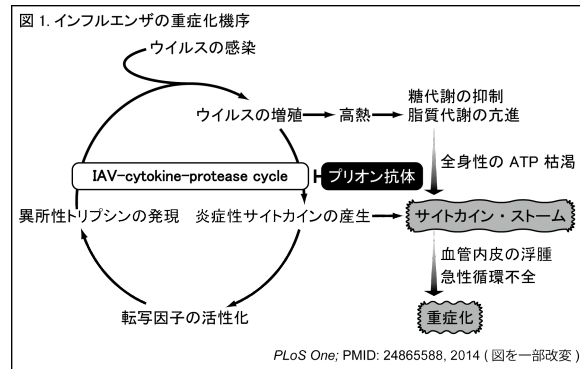 図 1. インフルエンザの重症化機序
ウイルスの感染
ウイルスの増殖
高熱
糖代謝の抑制
脂質代謝の亢進
全身性の ATP 枯渇
IAV-cytokine-protease cycle
プリオン抗体
異所性トリプシンの発現
炎症性サイトカインの産生
サイトカイン・ストーム
血管内皮の浮腫
急性循環不全
転写因子の活性化
重症化
PLoS One; PMID: 24865588, 2014 ( 図を一部改変 )